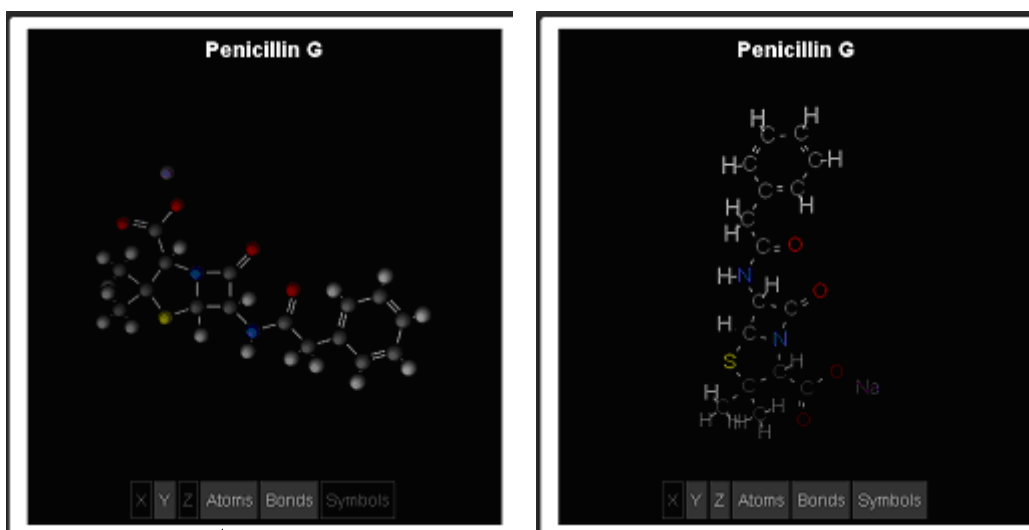 Penicillin G
X Y Z Atoms Bonds Symbols
Penicillin G
H H
C C
H C C H
C C
H C H
H
C O
H N H O
C C
H C N
S C H O Na
H C C
C H C O
H H H H
X Y Z Atoms Bonds Symbols